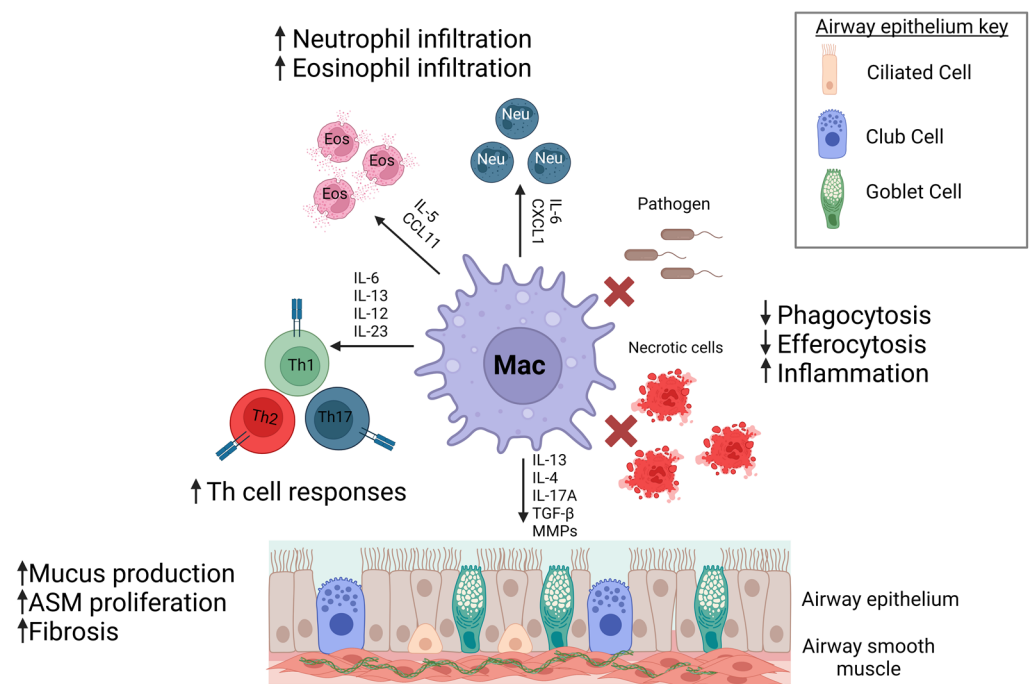 ↑ Neutrophil infiltration
↑ Eosinophil infiltration
Airway epithelium key
Ciliated Cell
Club Cell
Goblet Cell
Eos
Eos
Eos
Neu
Neu
Neu
IL-5
CCL11
IL-6
CXCL1
Pathogen
IL-6
IL-13
IL-12
IL-23
Mac
Th1
Th2
Th17
Necrotic cells
↓ Phagocytosis
↓ Efferocytosis
↑ Inflammation
↑ Th cell responses
IL-13
IL-4
IL-17A
TGF-β
MMPs
↑Mucus production
↑ASM proliferation
↑Fibrosis
Airway epithelium
Airway smooth
muscle